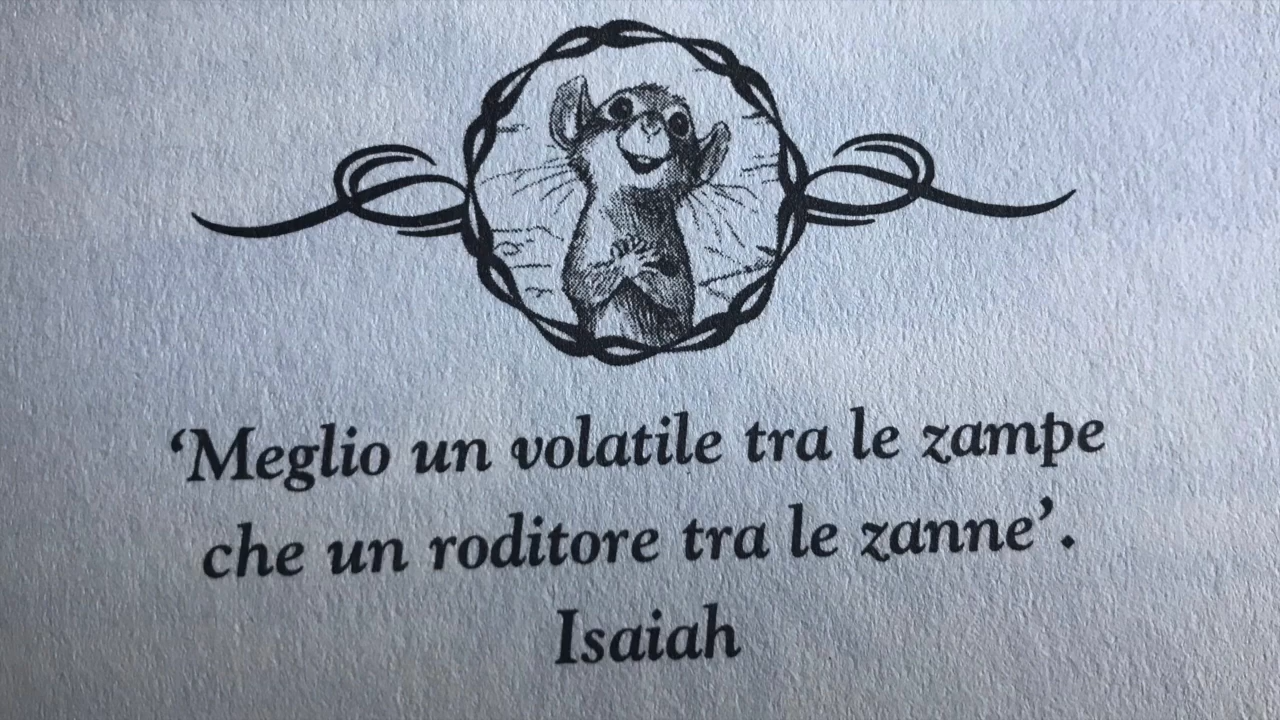 ‘Meglio un volatile tra le zampe
che un roditore tra le zanne’.
Isaiah